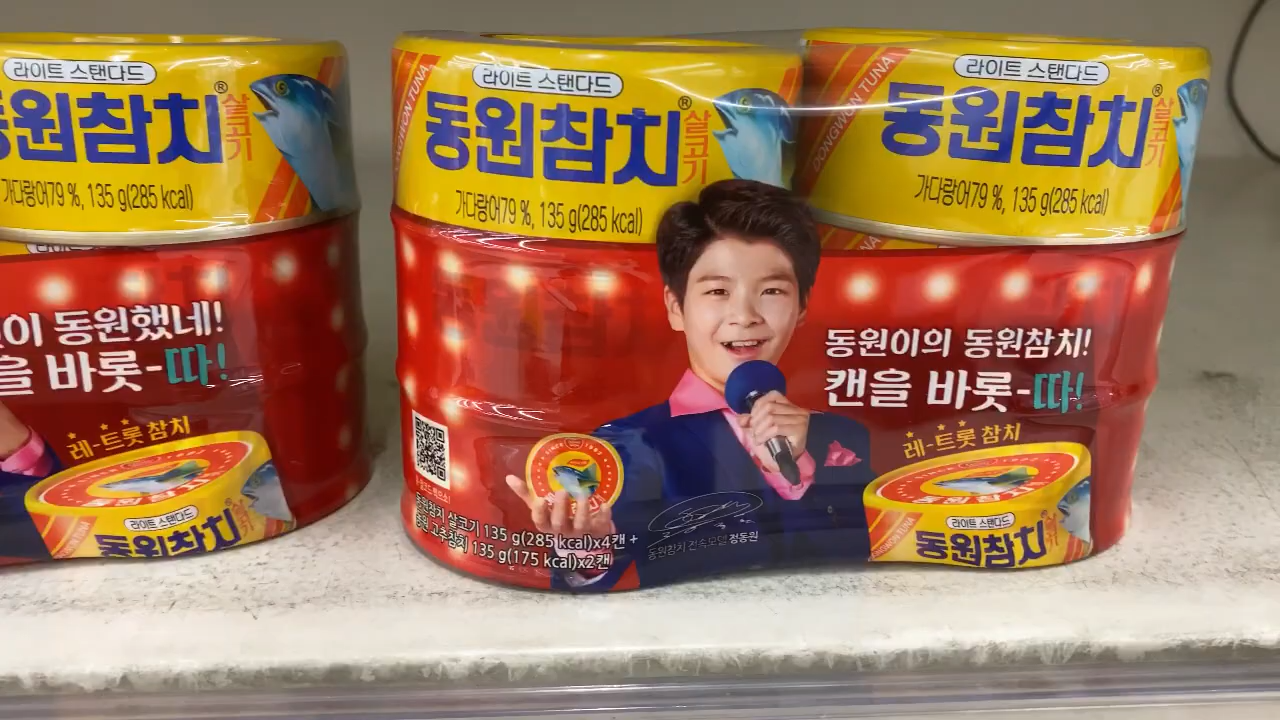 라이트 스탠다드
동원참치® 살코기
가다랑어79 %, 135 g(285 kcal)
이 동원했네!
을 바롯-따!
레-트롯 참치
라이트 스탠다드
동원참치®
DONGWON TUNA
라이트 스탠다드
동원참치® 살코기
가다랑어79 %, 135 g(285 kcal)
DONGWON TUNA
라이트 스탠다드
동원참치® 살코기
가다랑어79 %, 135 g(285 kcal)
동원이의 동원참치!
캔을 바롯-따!
레-트롯 참치
라이트 스탠다드
동원참치
동원참치 살코기 135 g(285 kcal)x4캔 +
동원 고추참치 135 g(175 kcal)x2캔
동원참치 전속모델 정동원